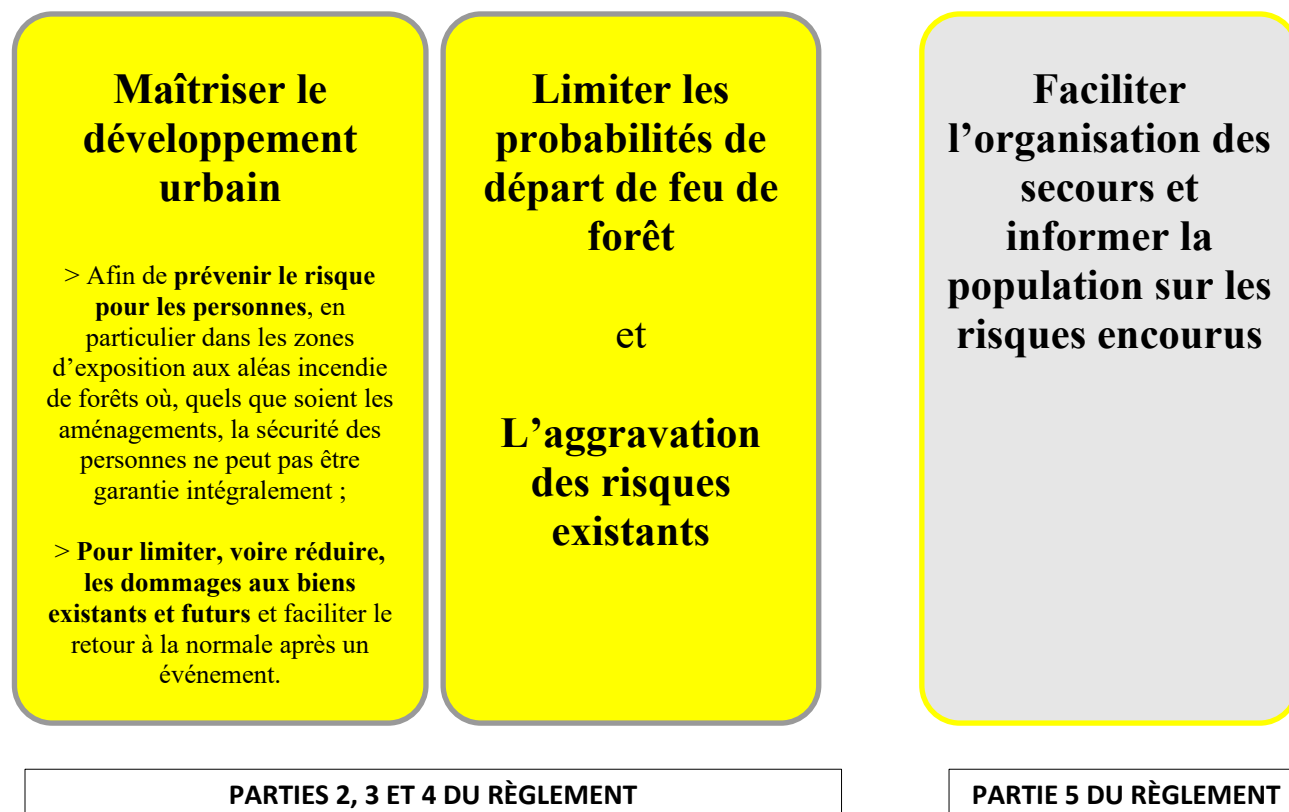 Maîtriser le
développement
urbain
> Afin de prévenir le risque
pour les personnes, en
particulier dans les zones
d’exposition aux aléas incendie
de forêts où, quels que soient les
aménagements, la sécurité des
personnes ne peut pas être
garantie intégralement ;
> Pour limiter, voire réduire,
les dommages aux biens
existants et futurs et faciliter le
retour à la normale après un
événement.
Limiter les
probabilités de
départ de feu de
forêt
et
L’aggravation
des risques
existants
Faciliter
l’organisation des
secours et
informer la
population sur les
risques encourus
PARTIES 2, 3 ET 4 DU RÈGLEMENT
PARTIE 5 DU RÈGLEMENT